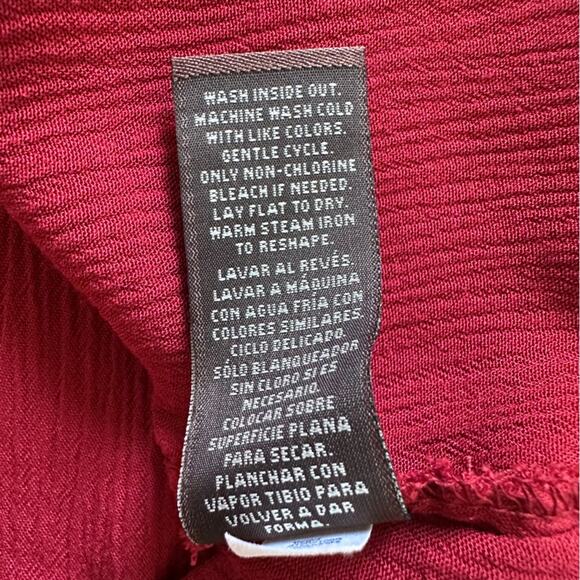 WASH INSIDE OUT.
MACHINE WASH COLD
WITH LIKE COLORS.
GENTLE CYCLE.
ONLY NON-CHLORINE
BLEACH IF NEEDED.
LAY FLAT TO DRY.
WARM STEAM IRON
TO RESHAPE.
LAVAR AL REVÉS.
LAVAR A MÁQUINA
CON AGUA FRÍA CON
COLORES SIMILARES.
CICLO DELICADO.
SÓLO BLANQUEADOR
SIN CLORO SI ES
NECESARIO.
COLOCAR SOBRE
SUPERFICIE PLANA
PARA SECAR.
PLANCHAR CON
VAPOR TIBIO PARA
VOLVER A DAR
FORMA.